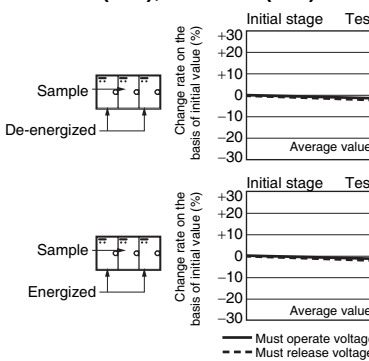 Initial stage Tes
Change rate on the
basis of initial value (%)
+30
+20
+10
0
−10
−20
−30
Sample
De-energized
Average value
Initial stage Tes
Change rate on the
basis of initial value (%)
+30
+20
+10
0
−10
−20
−30
Sample
Energized
Average value
Must operate voltage
Must release voltage